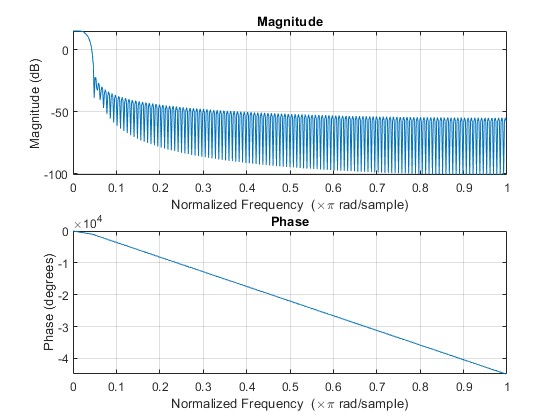 Magnitude
0
-50
-100
Magnitude (dB)
0 0.1 0.2 0.3 0.4 0.5 0.6 0.7 0.8 0.9 1
Normalized Frequency (×π rad/sample)
Phase
×10⁴
0
-1
-2
-3
-4
Phase (degrees)
0 0.1 0.2 0.3 0.4 0.5 0.6 0.7 0.8 0.9 1
Normalized Frequency (×π rad/sample)